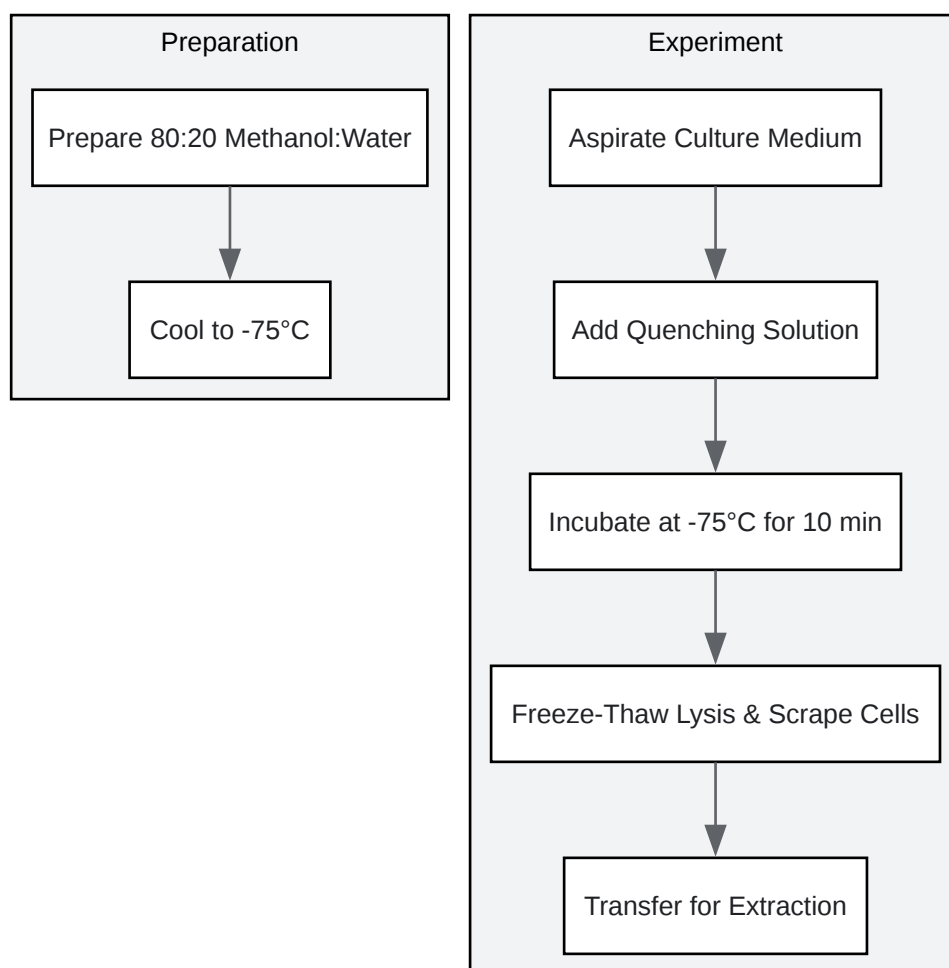 Preparation
Prepare 80:20 Methanol:Water
Cool to -75°C
Experiment
Aspirate Culture Medium
Add Quenching Solution
Incubate at -75°C for 10 min
Freeze-Thaw Lysis & Scrape Cells
Transfer for Extraction